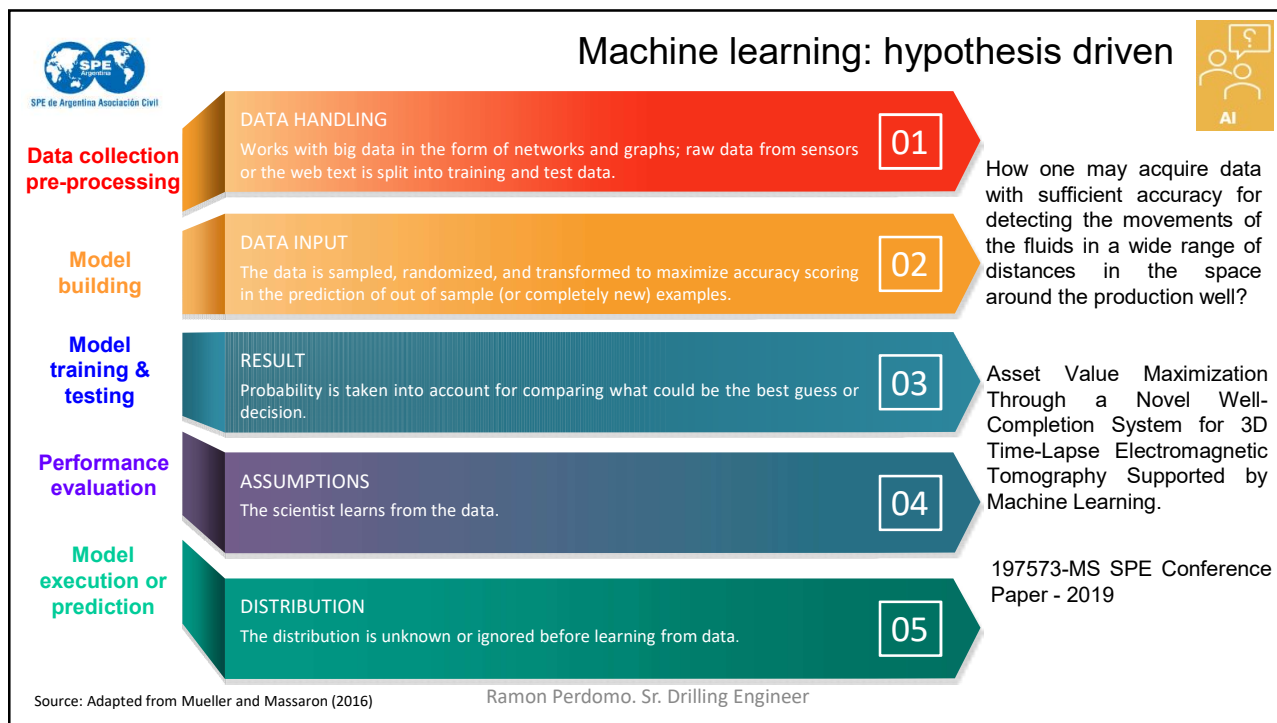 Machine learning: hypothesis driven
SPE
Argentina
SPE de Argentina Asociación Civil
?
AI
Data collection
pre-processing
DATA HANDLING
Works with big data in the form of networks and graphs; raw data from sensors
or the web text is split into training and test data.
01
Model
building
DATA INPUT
The data is sampled, randomized, and transformed to maximize accuracy scoring
in the prediction of out of sample (or completely new) examples.
02
Model
training &
testing
RESULT
Probability is taken into account for comparing what could be the best guess or
decision.
03
Performance
evaluation
ASSUMPTIONS
The scientist learns from the data.
04
Model
execution or
prediction
DISTRIBUTION
The distribution is unknown or ignored before learning from data.
05
How one may acquire data
with sufficient accuracy for
detecting the movements of
the fluids in a wide range of
distances in the space
around the production well?
Asset Value Maximization
Through a Novel Well-
Completion System for 3D
Time-Lapse Electromagnetic
Tomography Supported by
Machine Learning.
197573-MS SPE Conference
Paper - 2019
Source: Adapted from Mueller and Massaron (2016)
Ramon Perdomo. Sr. Drilling Engineer